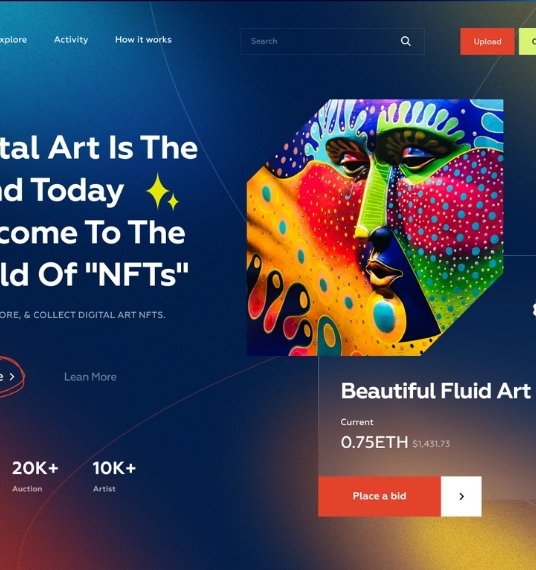 xplore Activity How it works
Search
Upload
tal Art Is The
nd Today
come To The
ld Of "NFTs"
ORE, & COLLECT DIGITAL ART NFTS.
e Lean More
20K+ 10K+
Auction Artist
Beautiful Fluid Art
Current
0.75ETH $1,431.73
Place a bid